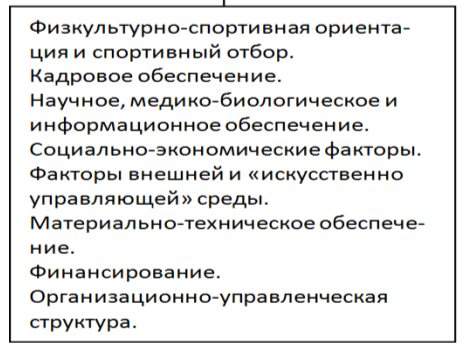 Физкультурно-спортивная ориента-
ция и спортивный отбор.
Кадровое обеспечение.
Научное, медико-биологическое и
информационное обеспечение.
Социально-экономические факторы.
Факторы внешней и «искусственно
управляющей» среды.
Материально-техническое обеспече-
ние.
Финансирование.
Организационно-управленческая
структура.